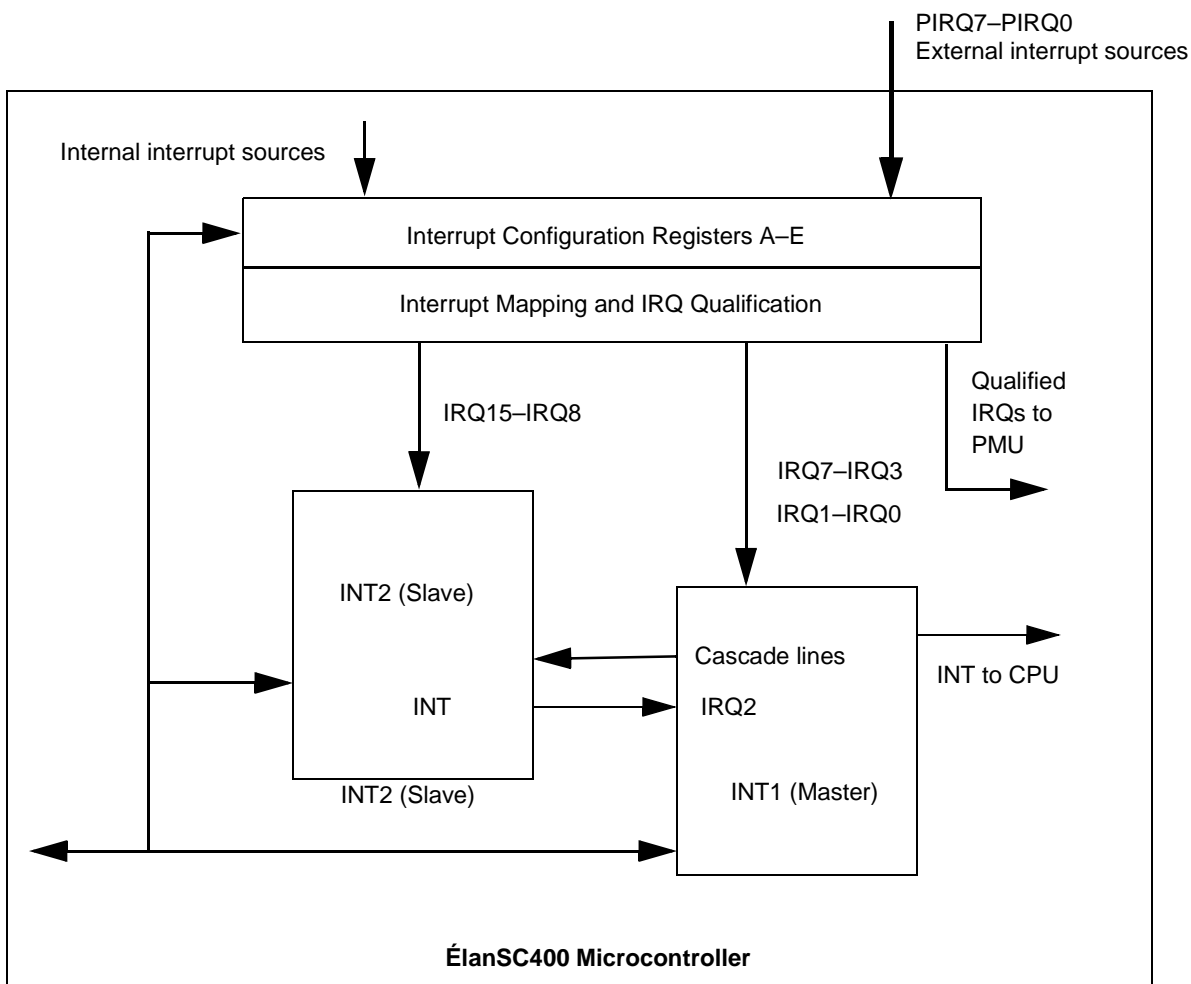 PIRQ7–PIRQ0
External interrupt sources
Internal interrupt sources
Interrupt Configuration Registers A–E
Interrupt Mapping and IRQ Qualification
IRQ15–IRQ8
Qualified
IRQs to
PMU
IRQ7–IRQ3
IRQ1–IRQ0
INT2 (Slave)
Cascade lines
INT to CPU
INT
IRQ2
INT1 (Master)
INT2 (Slave)
ÉlanSC400 Microcontroller